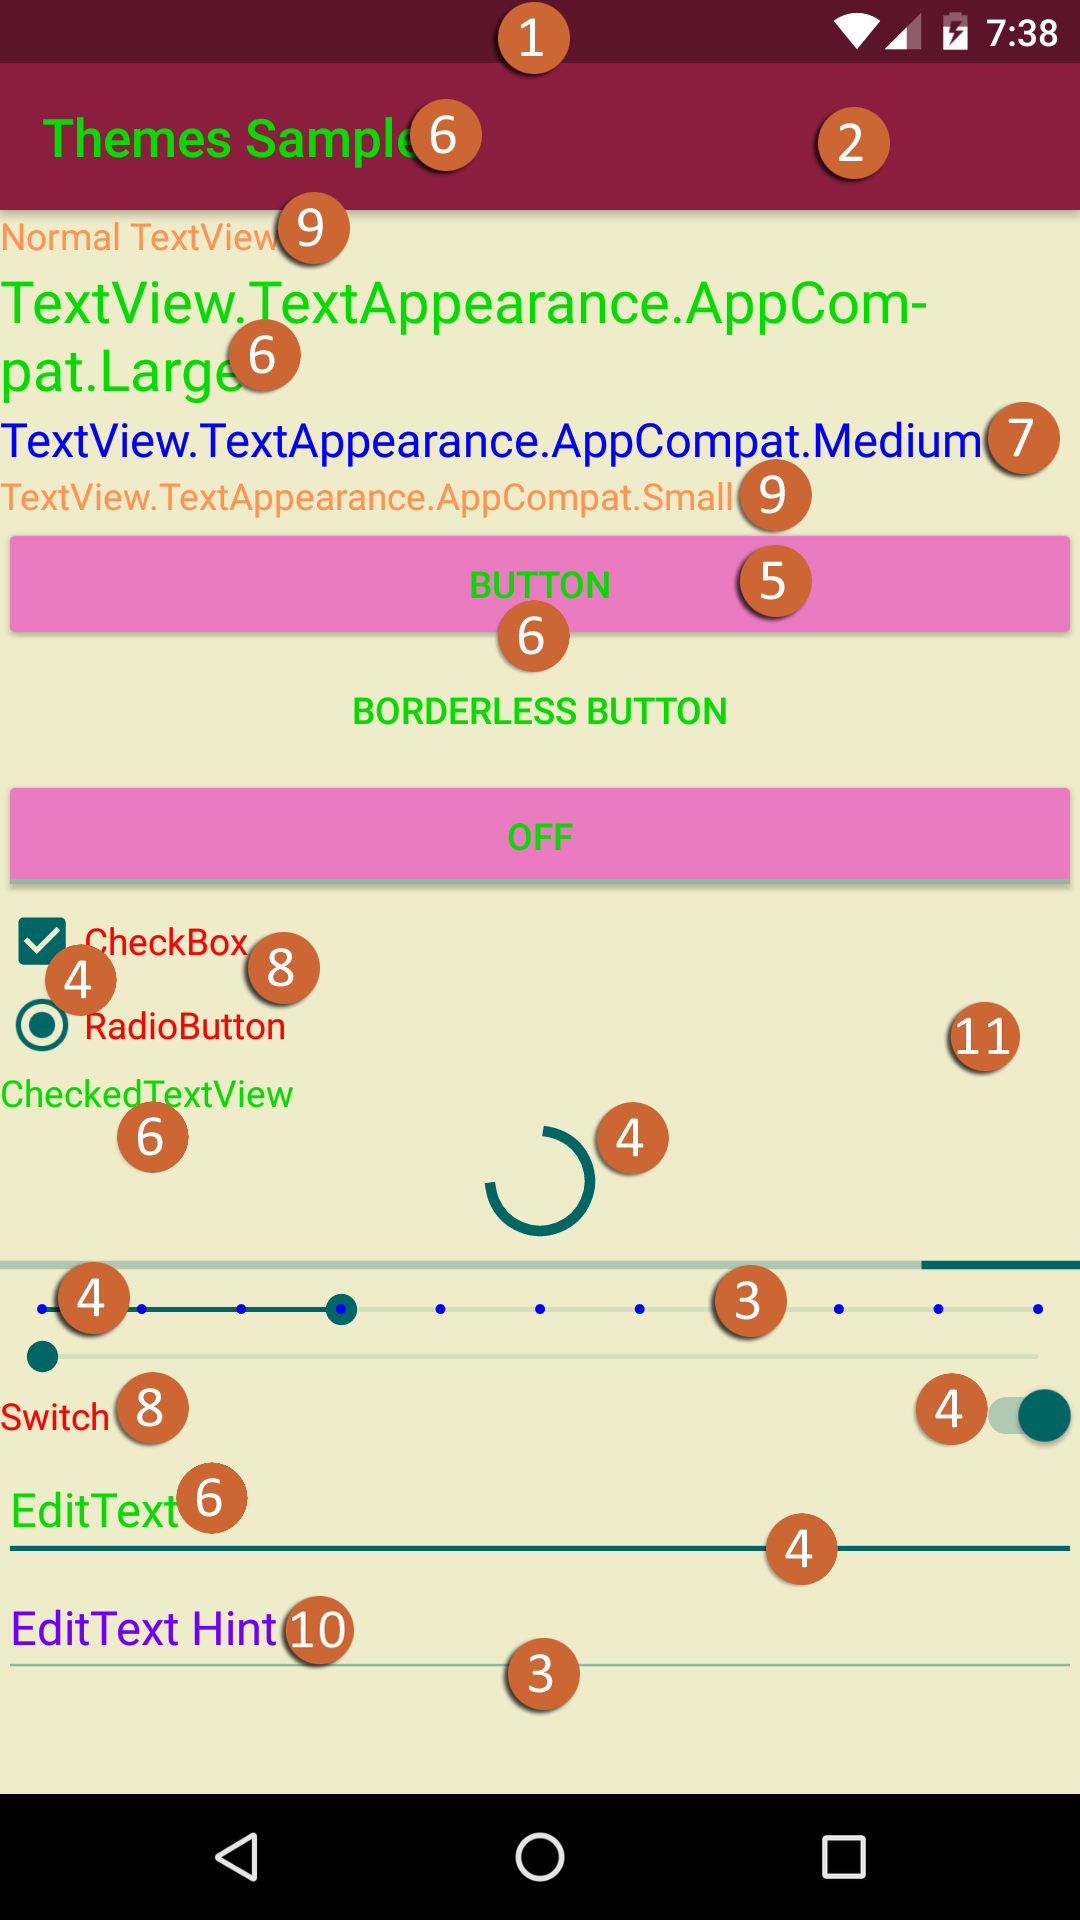 1 7:38
Themes Sample 6 2
Normal TextView 9
TextView.TextAppearance.AppCom-
pat.Large 6
TextView.TextAppearance.AppCompat.Medium 7
TextView.TextAppearance.AppCompat.Small 9
BUTTON 5
6
BORDERLESS BUTTON
OFF
CheckBox 8
4
RadioButton 11
CheckedTextView
6 4
4 3
Switch 8 4
EditText 6
4
EditText Hint 10
3